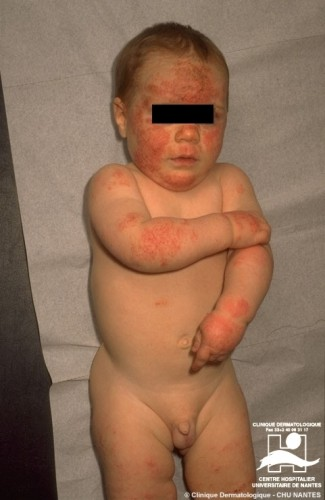 CLINIQUE DERMATOLOGIQUE
CENTRE HOSPITALIER
UNIVERSITAIRE DE NANTES
© Clinique Dermatologique - CHU NANTES